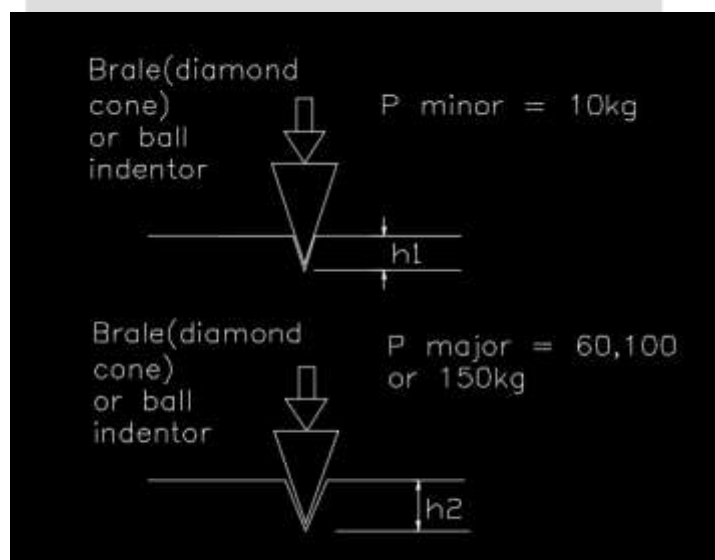 Brale(diamond
cone)
or ball
indentor
P minor = 10kg
h1
Brale(diamond
cone)
or ball
indentor
P major = 60,100
or 150kg
h2